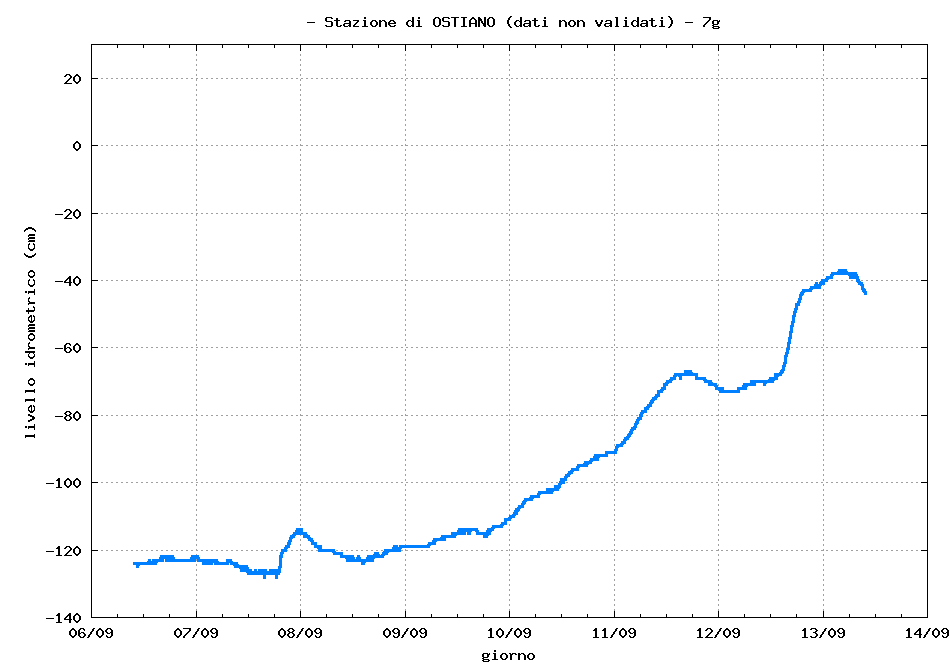 - Stazione di OSTIANO (dati non validati) - 7g
20
0
-20
-40
-60
-80
-100
-120
-140
livello idrometrico (cm)
06/09 07/09 08/09 09/09 10/09 11/09 12/09 13/09 14/09
giorno